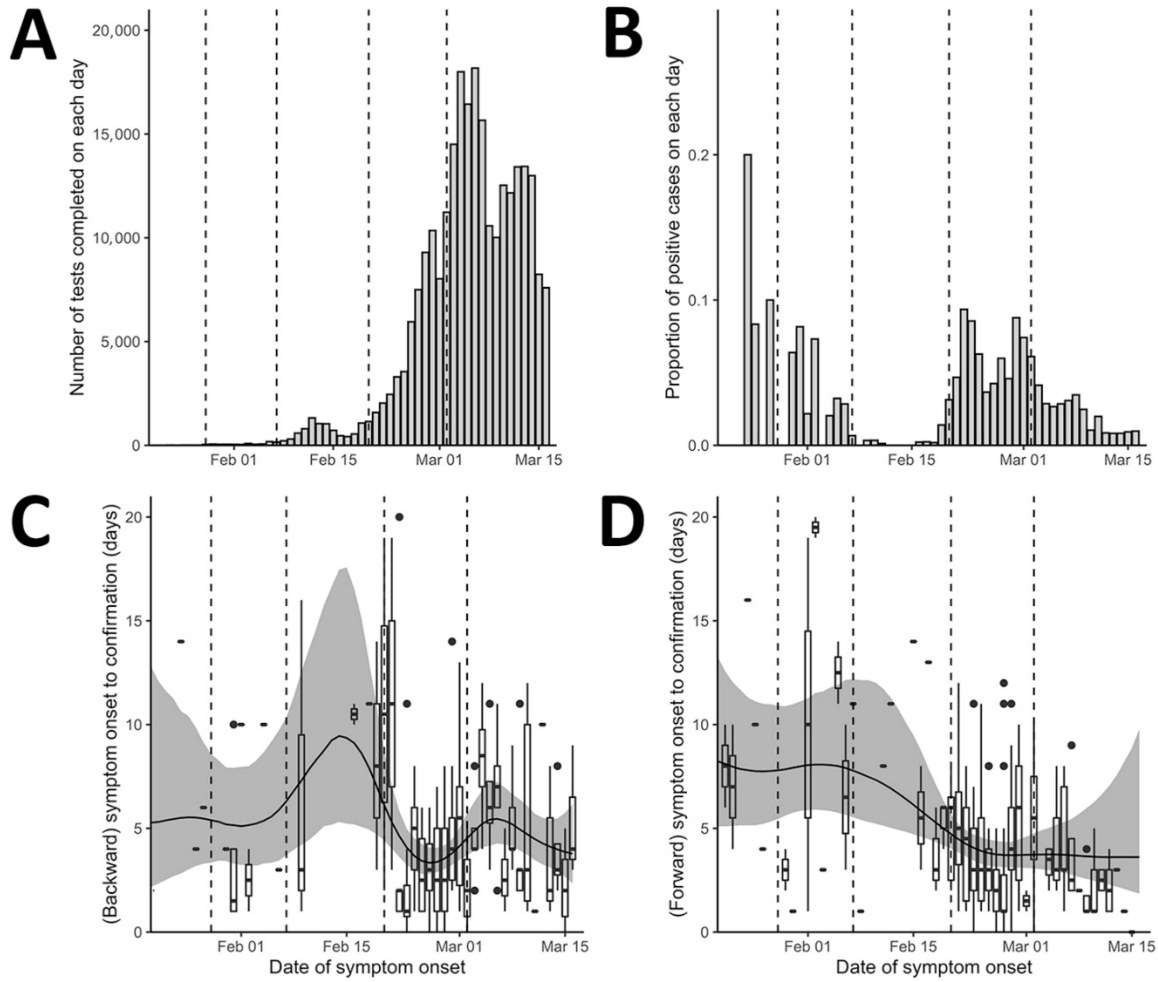 A
Number of tests completed on each day
20,000
15,000
10,000
5,000
0
Feb 01 Feb 15 Mar 01 Mar 15
B
Proportion of positive cases on each day
0.2
0.1
0.0
Feb 01 Feb 15 Mar 01 Mar 15
C
(Backward) symptom onset to confirmation (days)
20
15
10
5
0
Feb 01 Feb 15 Mar 01 Mar 15
Date of symptom onset
D
(Forward) symptom onset to confirmation (days)
20
15
10
5
0
Feb 01 Feb 15 Mar 01 Mar 15
Date of symptom onset